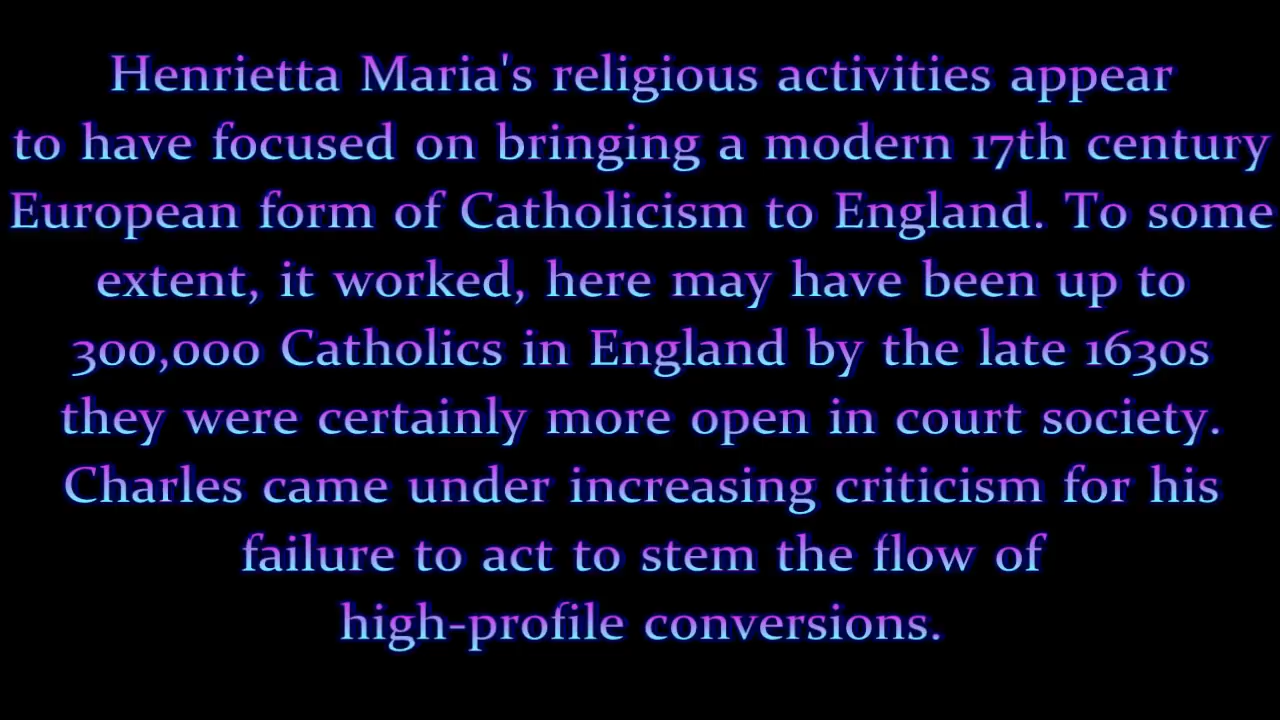 Henrietta Maria's religious activities appear
to have focused on bringing a modern 17th century
European form of Catholicism to England. To some
extent, it worked, here may have been up to
300,000 Catholics in England by the late 1630s
they were certainly more open in court society.
Charles came under increasing criticism for his
failure to act to stem the flow of
high-profile conversions.